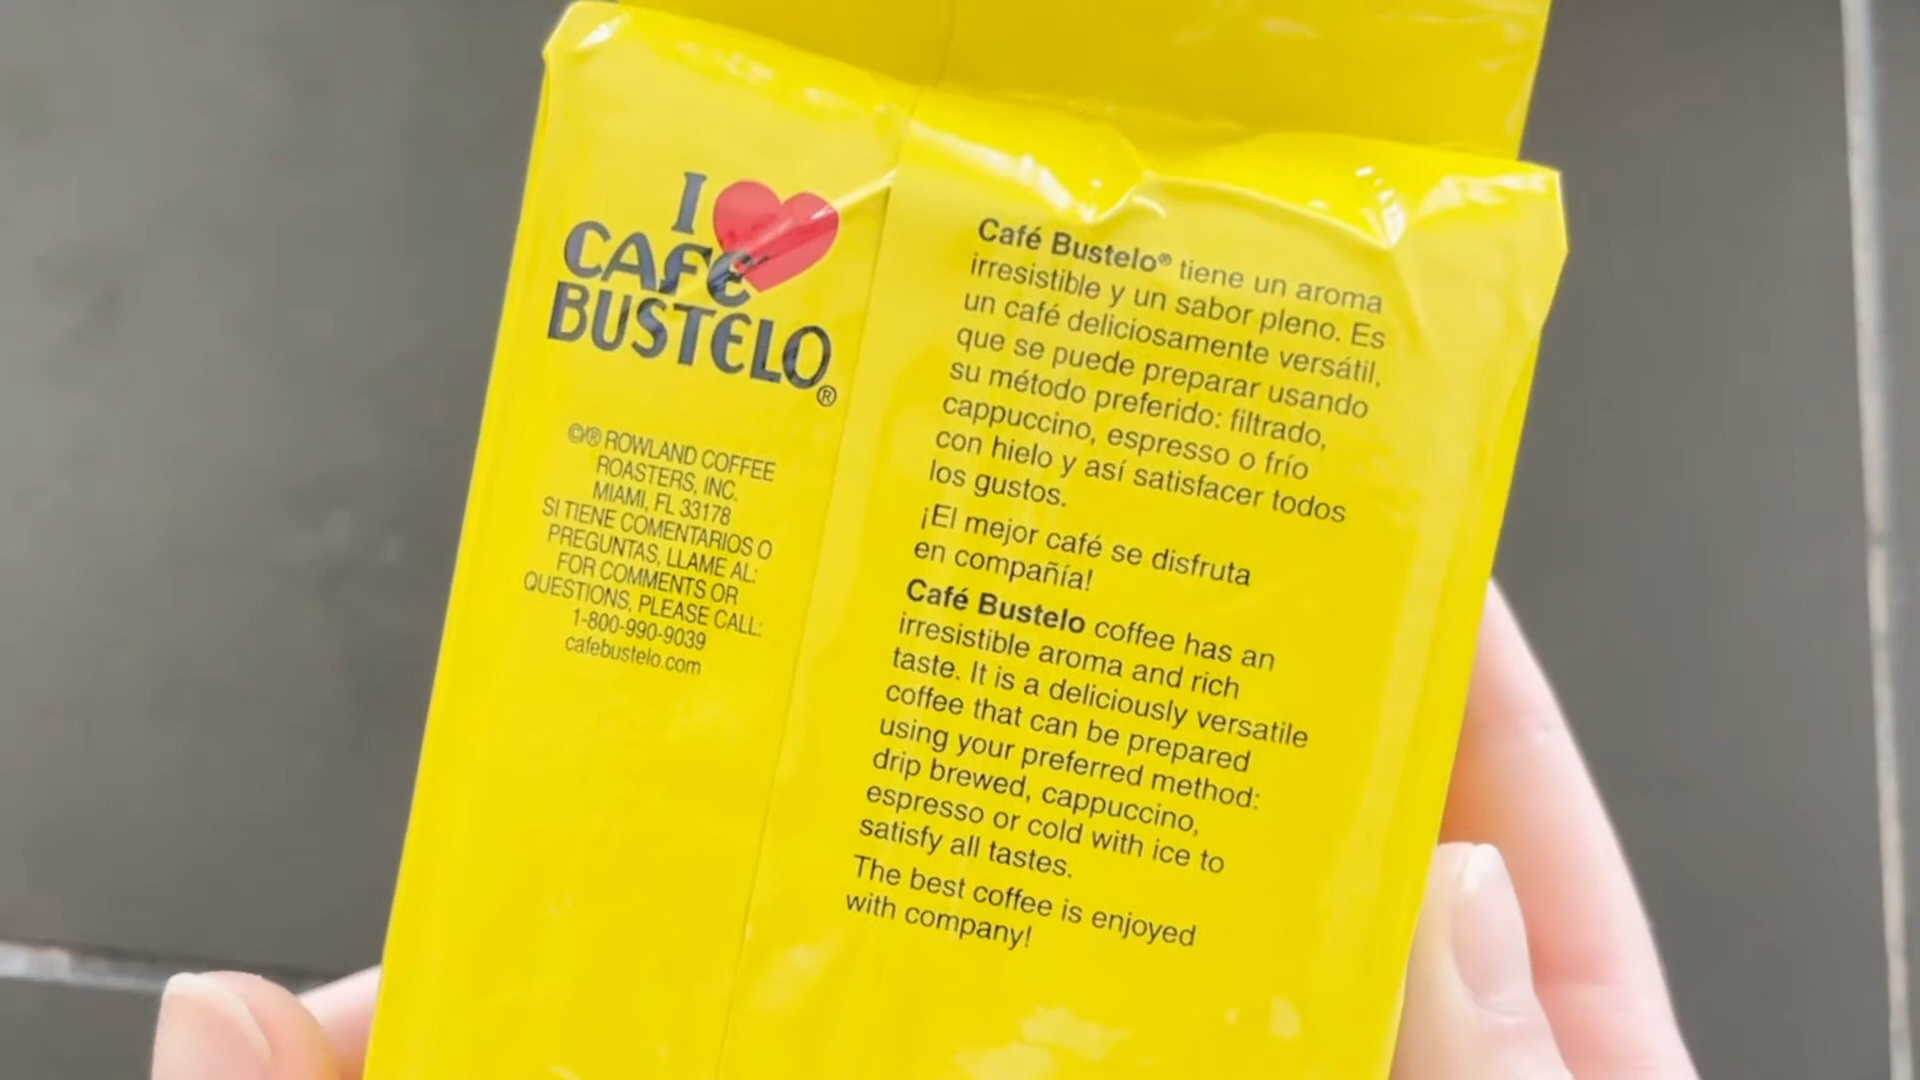 I
CAFé
BUSTELO®
©/® ROWLAND COFFEE
ROASTERS, INC.
MIAMI, FL 33178
SI TIENE COMENTARIOS O
PREGUNTAS, LLAME AL:
FOR COMMENTS OR
QUESTIONS, PLEASE CALL:
1-800-990-9039
cafebustelo.com
Café Bustelo® tiene un aroma
irresistible y un sabor pleno. Es
un café deliciosamente versátil,
que se puede preparar usando
su método preferido: filtrado,
cappuccino, espresso o frío
con hielo y así satisfacer todos
los gustos.
¡El mejor café se disfruta
en compañía!
Café Bustelo coffee has an
irresistible aroma and rich
taste. It is a deliciously versatile
coffee that can be prepared
using your preferred method:
drip brewed, cappuccino,
espresso or cold with ice to
satisfy all tastes.
The best coffee is enjoyed
with company!